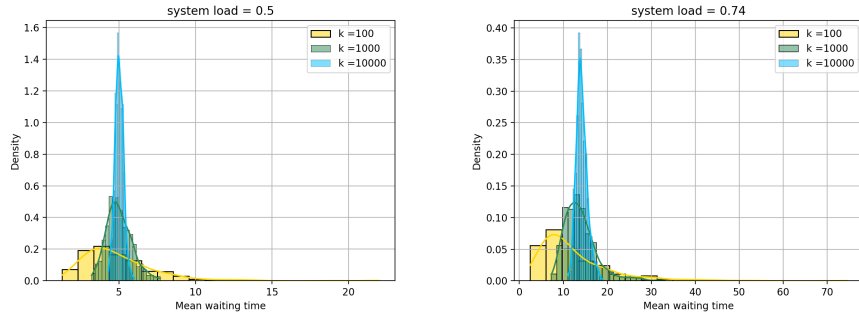 system load = 0.5
1.6
1.4
1.2
1.0
0.8
0.6
0.4
0.2
0.0
Density
k =100
k =1000
k =10000
5
10
15
20
Mean waiting time
system load = 0.74
0.40
0.35
0.30
0.25
0.20
0.15
0.10
0.05
0.00
Density
k =100
k =1000
k =10000
0
10
20
30
40
50
60
70
Mean waiting time